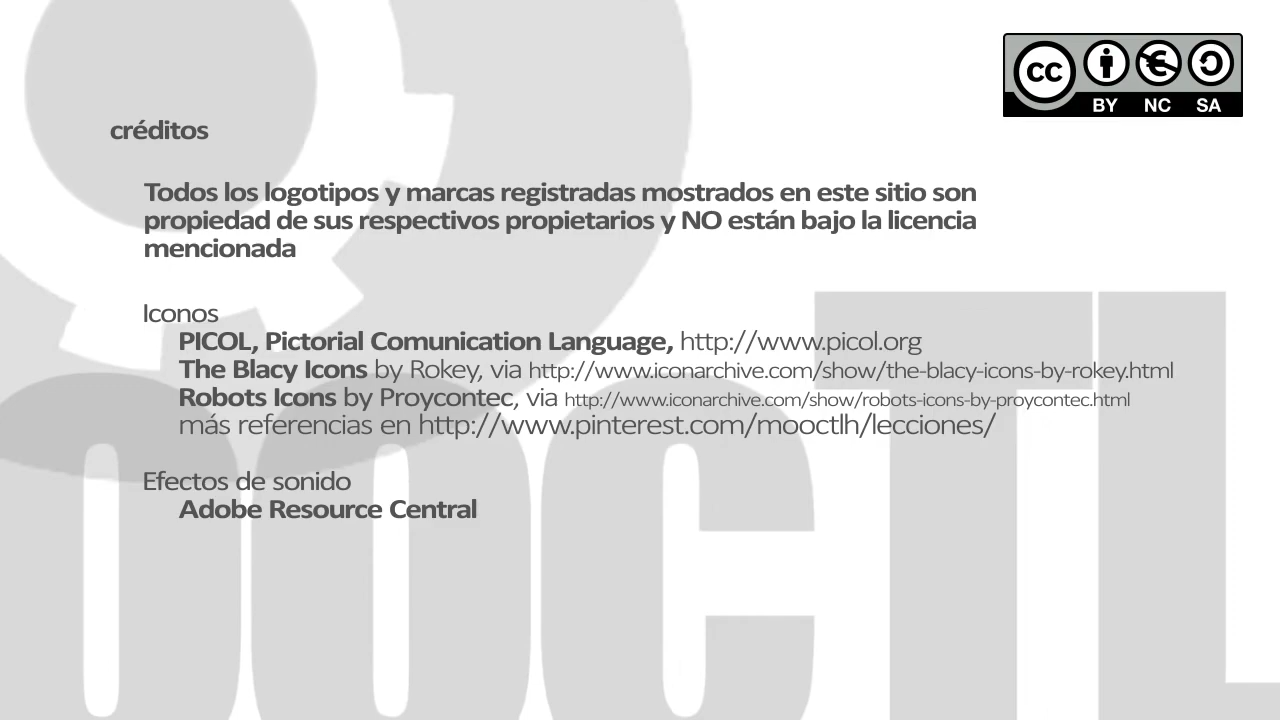 cc BY NC SA
créditos
Todos los logotipos y marcas registradas mostrados en este sitio son
propiedad de sus respectivos propietarios y NO están bajo la licencia
mencionada
Iconos
PICOL, Pictorial Comunication Language, http://www.picol.org
The Blacy Icons by Rokey, via http://www.iconarchive.com/show/the-blacy-icons-by-rokey.html
Robots Icons by Proycontec, via http://www.iconarchive.com/show/robots-icons-by-proycontec.html
más referencias en http://www.pinterest.com/mooctlh/lecciones/
Efectos de sonido
Adobe Resource Central
OOCTL